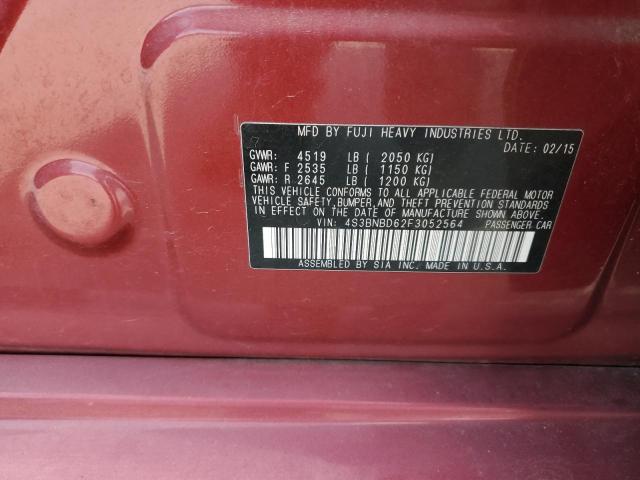 MFD BY FUJI HEAVY INDUSTRIES LTD.
DATE: 02/15
GVWR: 4519 LB ( 2050 KG)
GAWR: F 2535 LB ( 1150 KG)
GAWR: R 2645 LB ( 1200 KG)
THIS VEHICLE CONFORMS TO ALL APPLICABLE FEDERAL MOTOR
VEHICLE SAFETY,BUMPER,AND THEFT PREVENTION STANDARDS
IN EFFECT ON THE DATE OF MANUFACTURE SHOWN ABOVE.
VIN: 4S3BNBD62F3052564 PASSENGER CAR
ASSEMBLED BY SIA INC. MADE IN U.S.A.